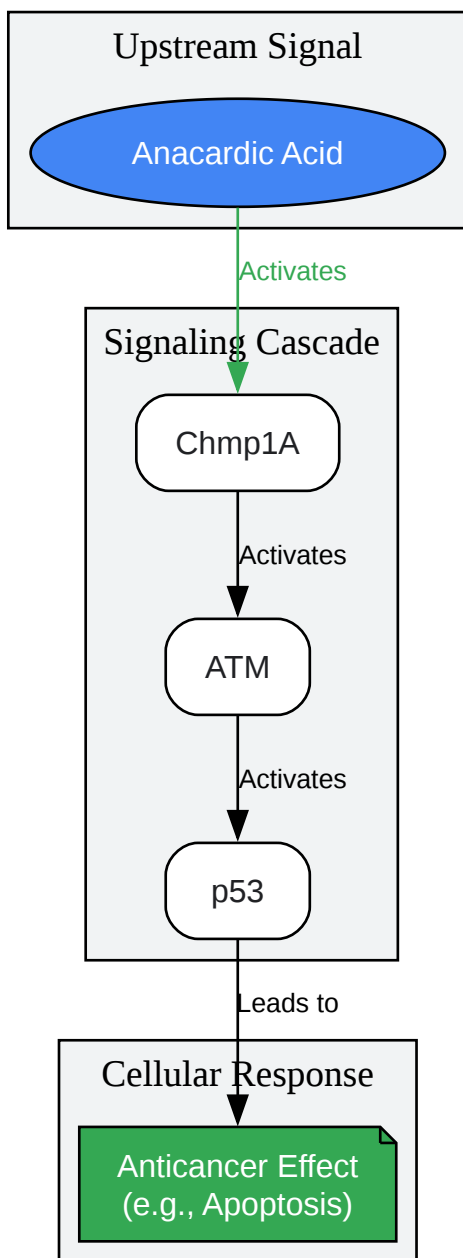 Upstream Signal
Anacardic Acid
Activates
Signaling Cascade
Chmp1A
Activates
ATM
Activates
p53
Leads to
Cellular Response
Anticancer Effect
(e.g., Apoptosis)